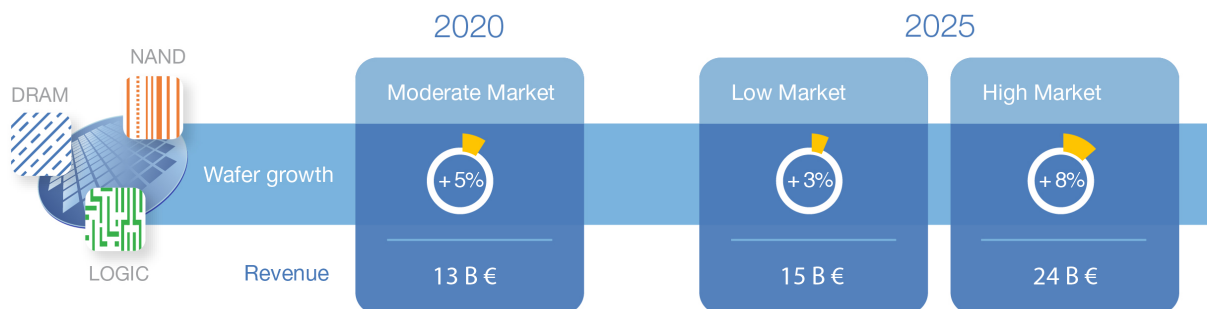 2020
2025
NAND
DRAM
LOGIC
Moderate Market
Low Market
High Market
Wafer growth
+ 5%
+ 3%
+ 8%
Revenue
13 B €
15 B €
24 B €